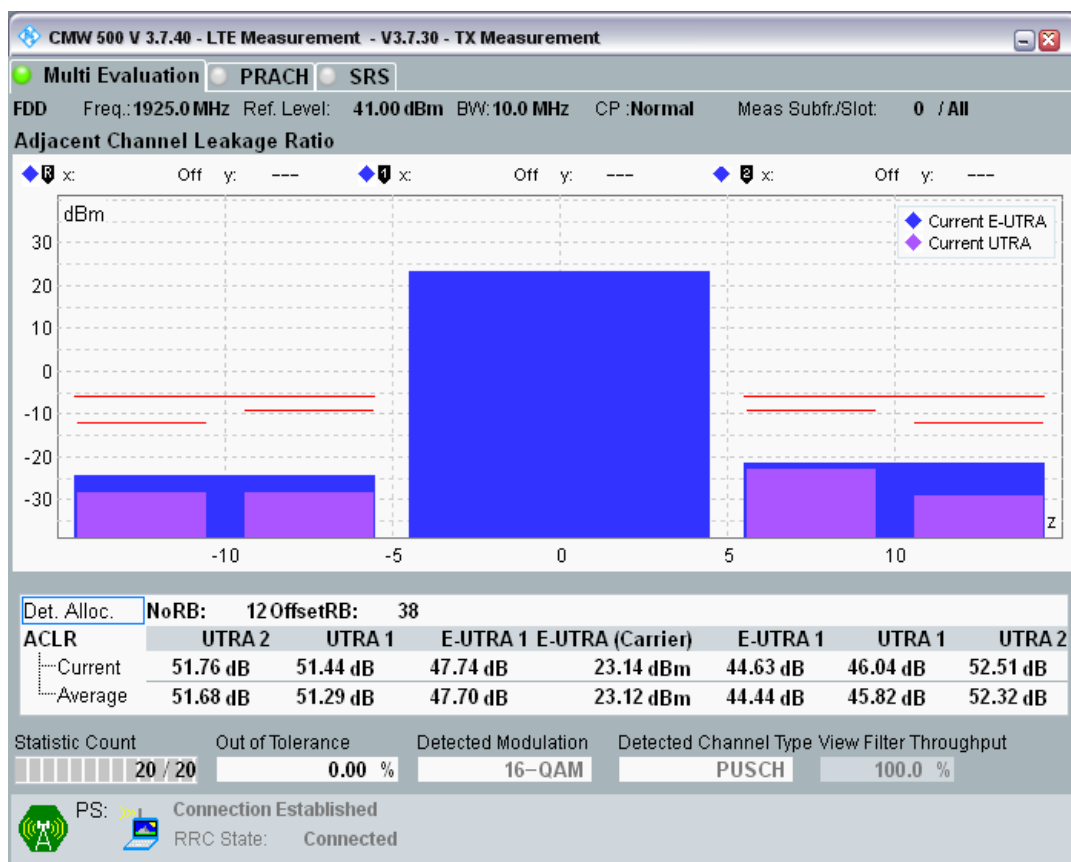 CMW 500 V 3.7.40 - LTE Measurement - V3.7.30 - TX Measurement
Multi Evaluation PRACH SRS
FDD Freq.: 1925.0 MHz Ref. Level: 41.00 dBm BW: 10.0 MHz CP :Normal Meas Subfr./Slot: 0 / All
Adjacent Channel Leakage Ratio
R x: Off y: --- 1 x: Off y: --- 2 x: Off y: ---
dBm
Current E-UTRA
Current UTRA
30
20
10
0
-10
-20
-30
z
-10 -5 0 5 10
Det. Alloc. NoRB: 12 OffsetRB: 38
ACLR UTRA 2 UTRA 1 E-UTRA 1 E-UTRA (Carrier) E-UTRA 1 UTRA 1 UTRA 2
Current 51.76 dB 51.44 dB 47.74 dB 23.14 dBm 44.63 dB 46.04 dB 52.51 dB
Average 51.68 dB 51.29 dB 47.70 dB 23.12 dBm 44.44 dB 45.82 dB 52.32 dB
Statistic Count Out of Tolerance Detected Modulation Detected Channel Type View Filter Throughput
20 / 20 0.00 % 16-QAM PUSCH 100.0 %
PS: Connection Established
RRC State: Connected